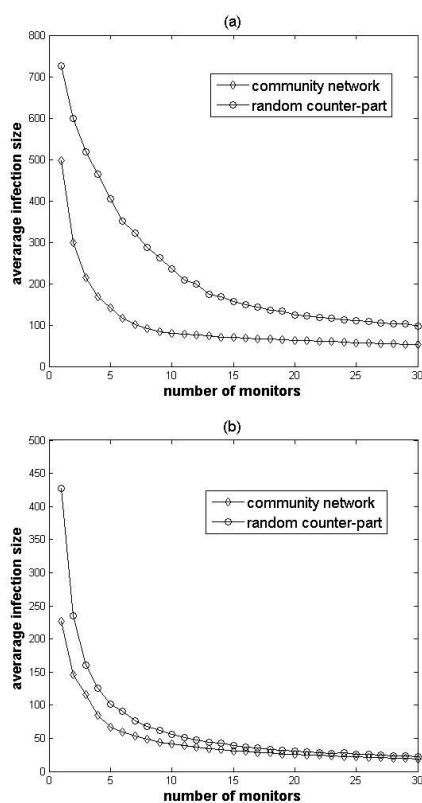 (a)
800
700
600
500
400
300
200
100
0
averarage infection size
community network
random counter-part
0 5 10 15 20 25 30
number of monitors
(b)
500
450
400
350
300
250
200
150
100
50
0
averarage infection size
community network
random counter-part
0 5 10 15 20 25 30
number of monitors